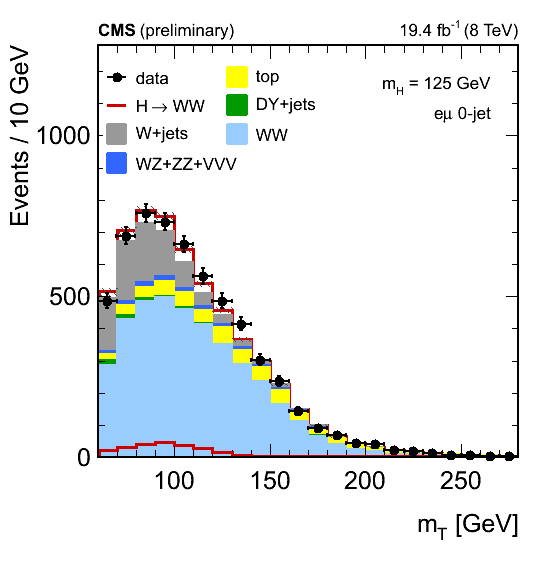 CMS (preliminary) 19.4 fb⁻¹ (8 TeV)
data
H → WW
W+jets
WZ+ZZ+VVV
top
DY+jets
WW
m_H = 125 GeV
eμ 0-jet
Events / 10 GeV
1000
500
0
100 150 200 250
m_T [GeV]